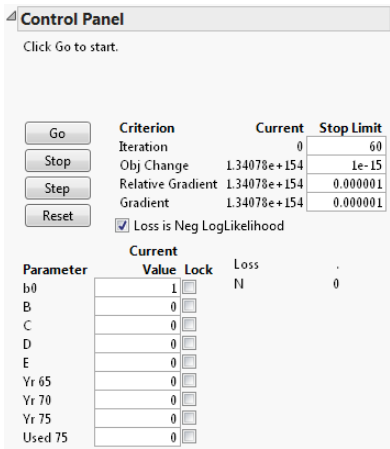 Control Panel
Click Go to start.
Go
Stop
Step
Reset
Criterion Current Stop Limit
Iteration 0 60
Obj Change 1.34078e+154 1e-15
Relative Gradient 1.34078e+154 0.000001
Gradient 1.34078e+154 0.000001
Loss is Neg LogLikelihood
Current
Parameter Value Lock
b0 1
B 0
C 0
D 0
E 0
Yr 65 0
Yr 70 0
Yr 75 0
Used 75 0
Loss .
N 0